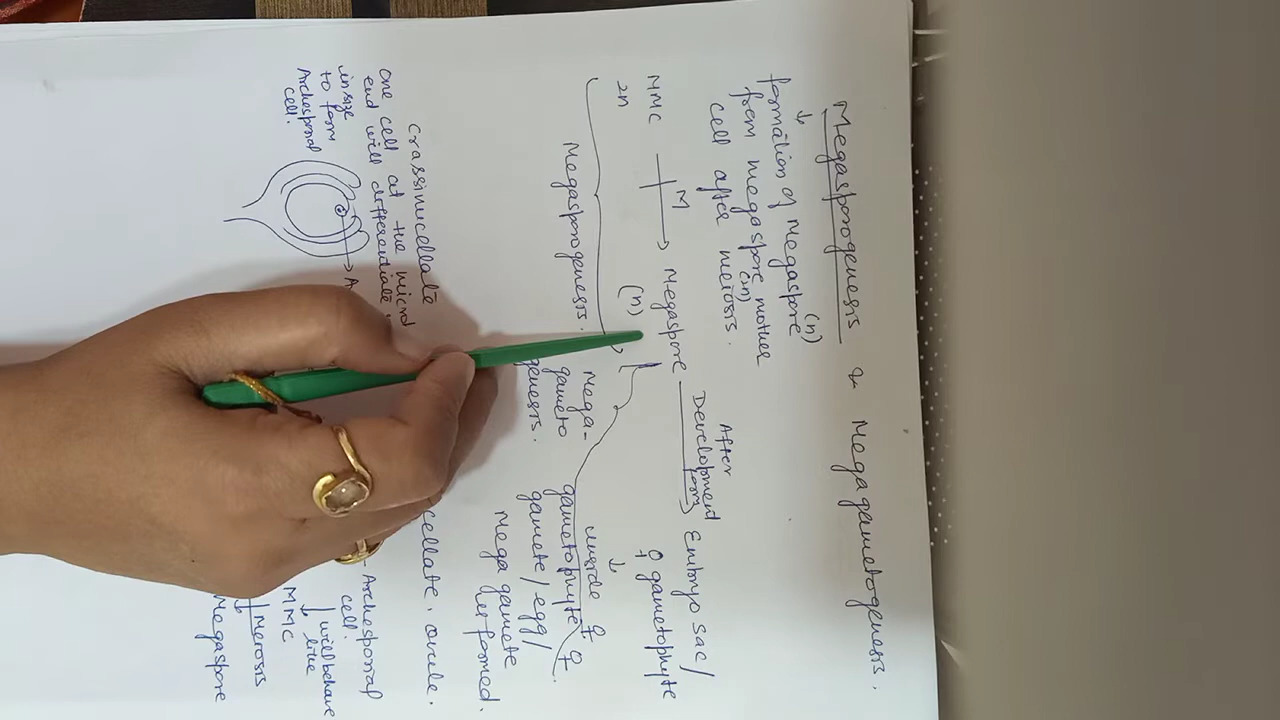 Megasporogenesis & Megagametogenesis.
↓ (n)
formation of Megaspore
from megaspore mother
(2n)
cell after meiosis.
After
MMC M→ Megaspore Development forms → Embryo sac/
2n (n) ♀ gametophyte
↓
Megasporogenesis. Mega- inside ♀
gameto gametophyte, ♀
genesis. gamete/egg/
Mega gamete
is formed.
Crassinucellate
cellate. ovule.
One cell at the micro
end will differentiate
in size
to form
Archesporial
cell.
Archesporial
cell.
↓ will behave
like
MMC
↓ Meiosis
Megaspore